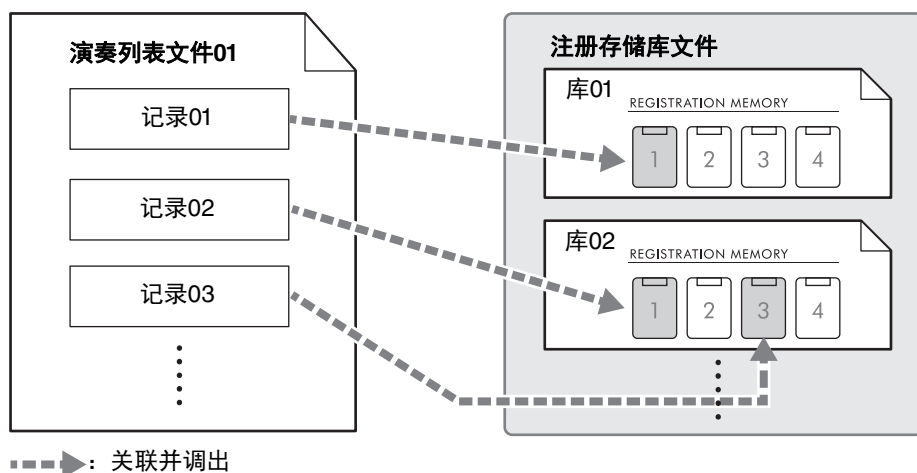 演奏列表文件01
记录01
记录02
记录03
注册存储库文件
库01
REGISTRATION MEMORY
1 2 3 4
库02
REGISTRATION MEMORY
1 2 3 4
：关联并调出